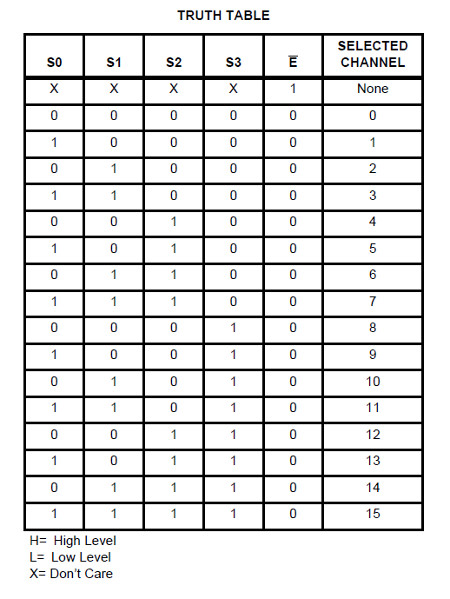 TRUTH TABLE
S0 S1 S2 S3 E̅ SELECTED CHANNEL
X X X X 1 None
0 0 0 0 0 0
1 0 0 0 0 1
0 1 0 0 0 2
1 1 0 0 0 3
0 0 1 0 0 4
1 0 1 0 0 5
0 1 1 0 0 6
1 1 1 0 0 7
0 0 0 1 0 8
1 0 0 1 0 9
0 1 0 1 0 10
1 1 0 1 0 11
0 0 1 1 0 12
1 0 1 1 0 13
0 1 1 1 0 14
1 1 1 1 0 15
H= High Level
L= Low Level
X= Don't Care